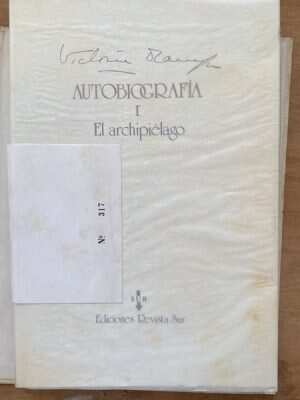 Victoria Ocampo
AUTOBIOGRAFÍA
I
El archipiélago
Nº 317
S U R
Ediciones Revista Sur